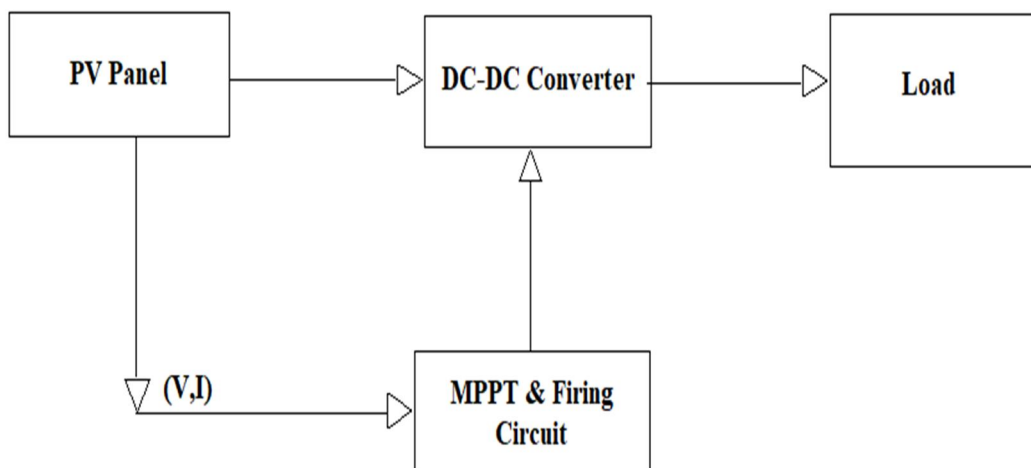 PV Panel
DC-DC Converter
Load
(V,I)
MPPT & Firing
Circuit